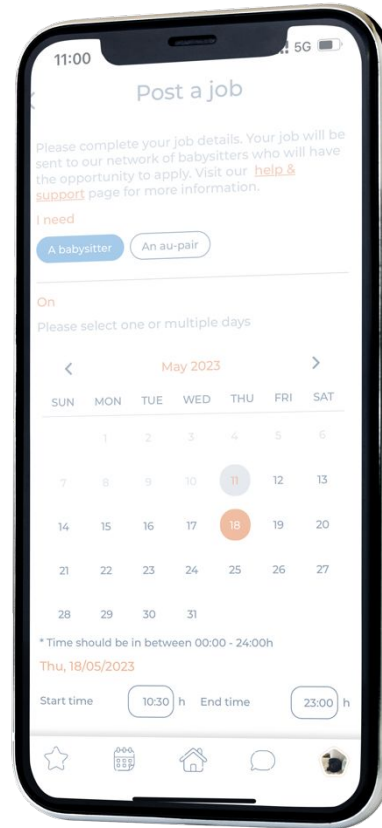 11:00
5G
Post a job
Please complete your job details. Your job will be
sent to our network of babysitters who will have
the opportunity to apply. Visit our help &
support page for more information.
I need
A babysitter An au-pair
On
Please select one or multiple days
May 2023
SUN MON TUE WED THU FRI SAT
1 2 3 4 5 6
7 8 9 10 11 12 13
14 15 16 17 18 19 20
21 22 23 24 25 26 27
28 29 30 31
* Time should be in between 00:00 - 24:00h
Thu, 18/05/2023
Start time 10:30 h End time 23:00 h